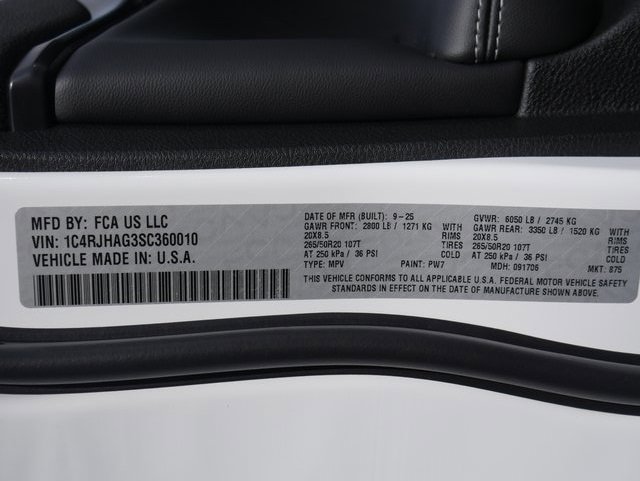 MFD BY: FCA US LLC
VIN: 1C4RJHAG3SC360010
VEHICLE MADE IN: U.S.A.
DATE OF MFR (BUILT): 9-25
GVWR: 6050 LB / 2745 KG
GAWR FRONT: 2800 LB / 1271 KG WITH
GAWR REAR: 3350 LB / 1520 KG WITH
20X8.5 RIMS
20X8.5 RIMS
265/50R20 107T TIRES
265/50R20 107T TIRES
AT 250 kPa / 36 PSI COLD
AT 250 kPa / 36 PSI COLD
TYPE: MPV PAINT: PW7 MDH: 091706 MKT: 875
THIS VEHICLE CONFORMS TO ALL APPLICABLE U.S.A. FEDERAL MOTOR VEHICLE SAFETY
STANDARDS IN EFFECT ON THE DATE OF MANUFACTURE SHOWN ABOVE.